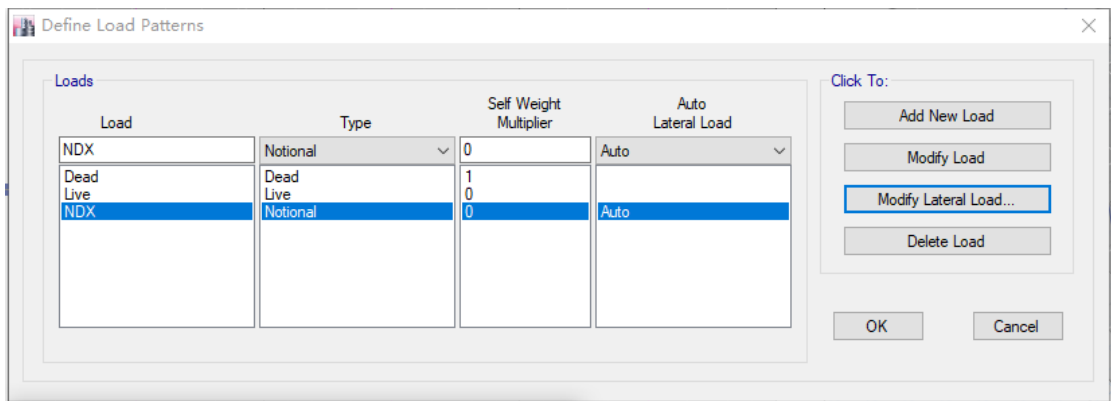 Define Load Patterns
Loads
Click To:
Load
Type
Self Weight
Multiplier
Auto
Lateral Load
NDX
Notional
0
Auto
Dead
Dead
1
Live
Live
0
NDX
Notional
0
Auto
Add New Load
Modify Load
Modify Lateral Load...
Delete Load
OK
Cancel